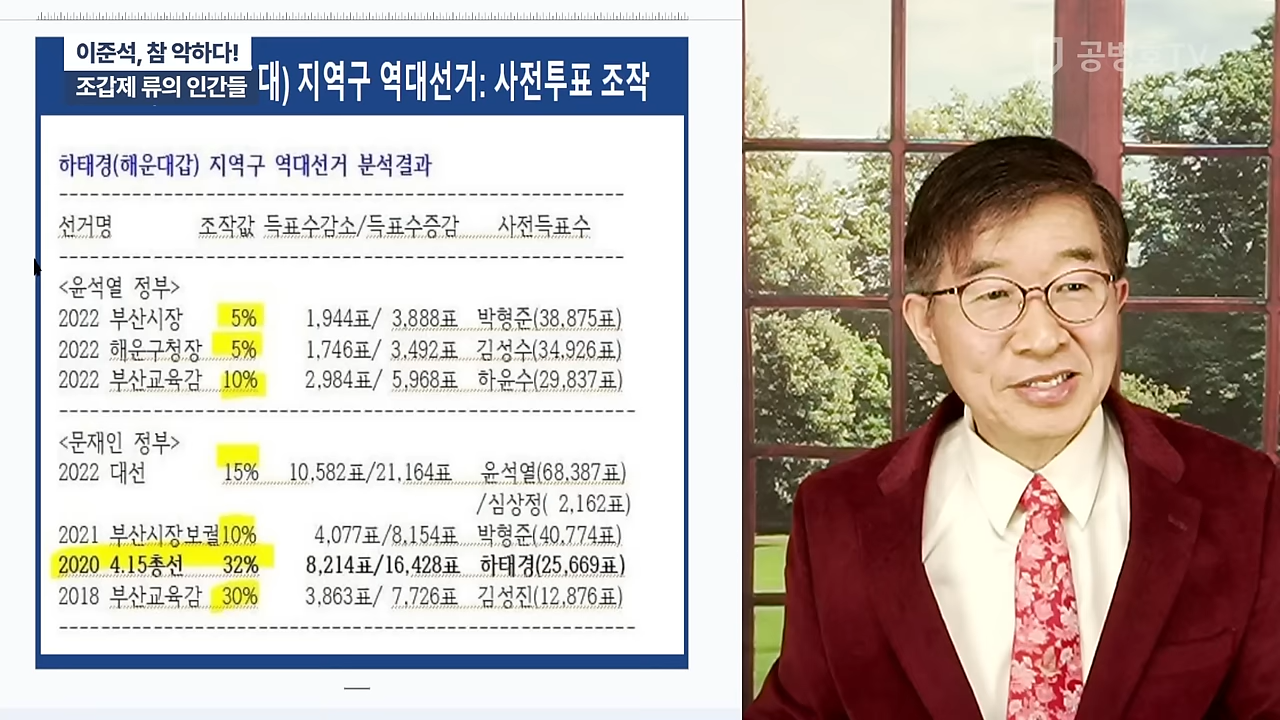 이준석, 참 악하다!
조갑제 류의 인간들
대) 지역구 역대선거: 사전투표 조작
공병호TV
하태경(해운대갑) 지역구 역대선거 분석결과
선거명 조작값 득표수감소/득표수증감 사전득표수
<윤석열 정부>
2022 부산시장 5% 1,944표/ 3,888표 박형준(38,875표)
2022 해운구청장 5% 1,746표/ 3,492표 김성수(34,926표)
2022 부산교육감 10% 2,984표/ 5,968표 하윤수(29,837표)
<문재인 정부>
2022 대선 15% 10,582표/21,164표 윤석열(68,387표)
/심상정( 2,162표)
2021 부산시장보궐10% 4,077표/8,154표 박형준(40,774표)
2020 4.15총선 32% 8,214표/16,428표 하태경(25,669표)
2018 부산교육감 30% 3,863표/ 7,726표 김성진(12,876표)